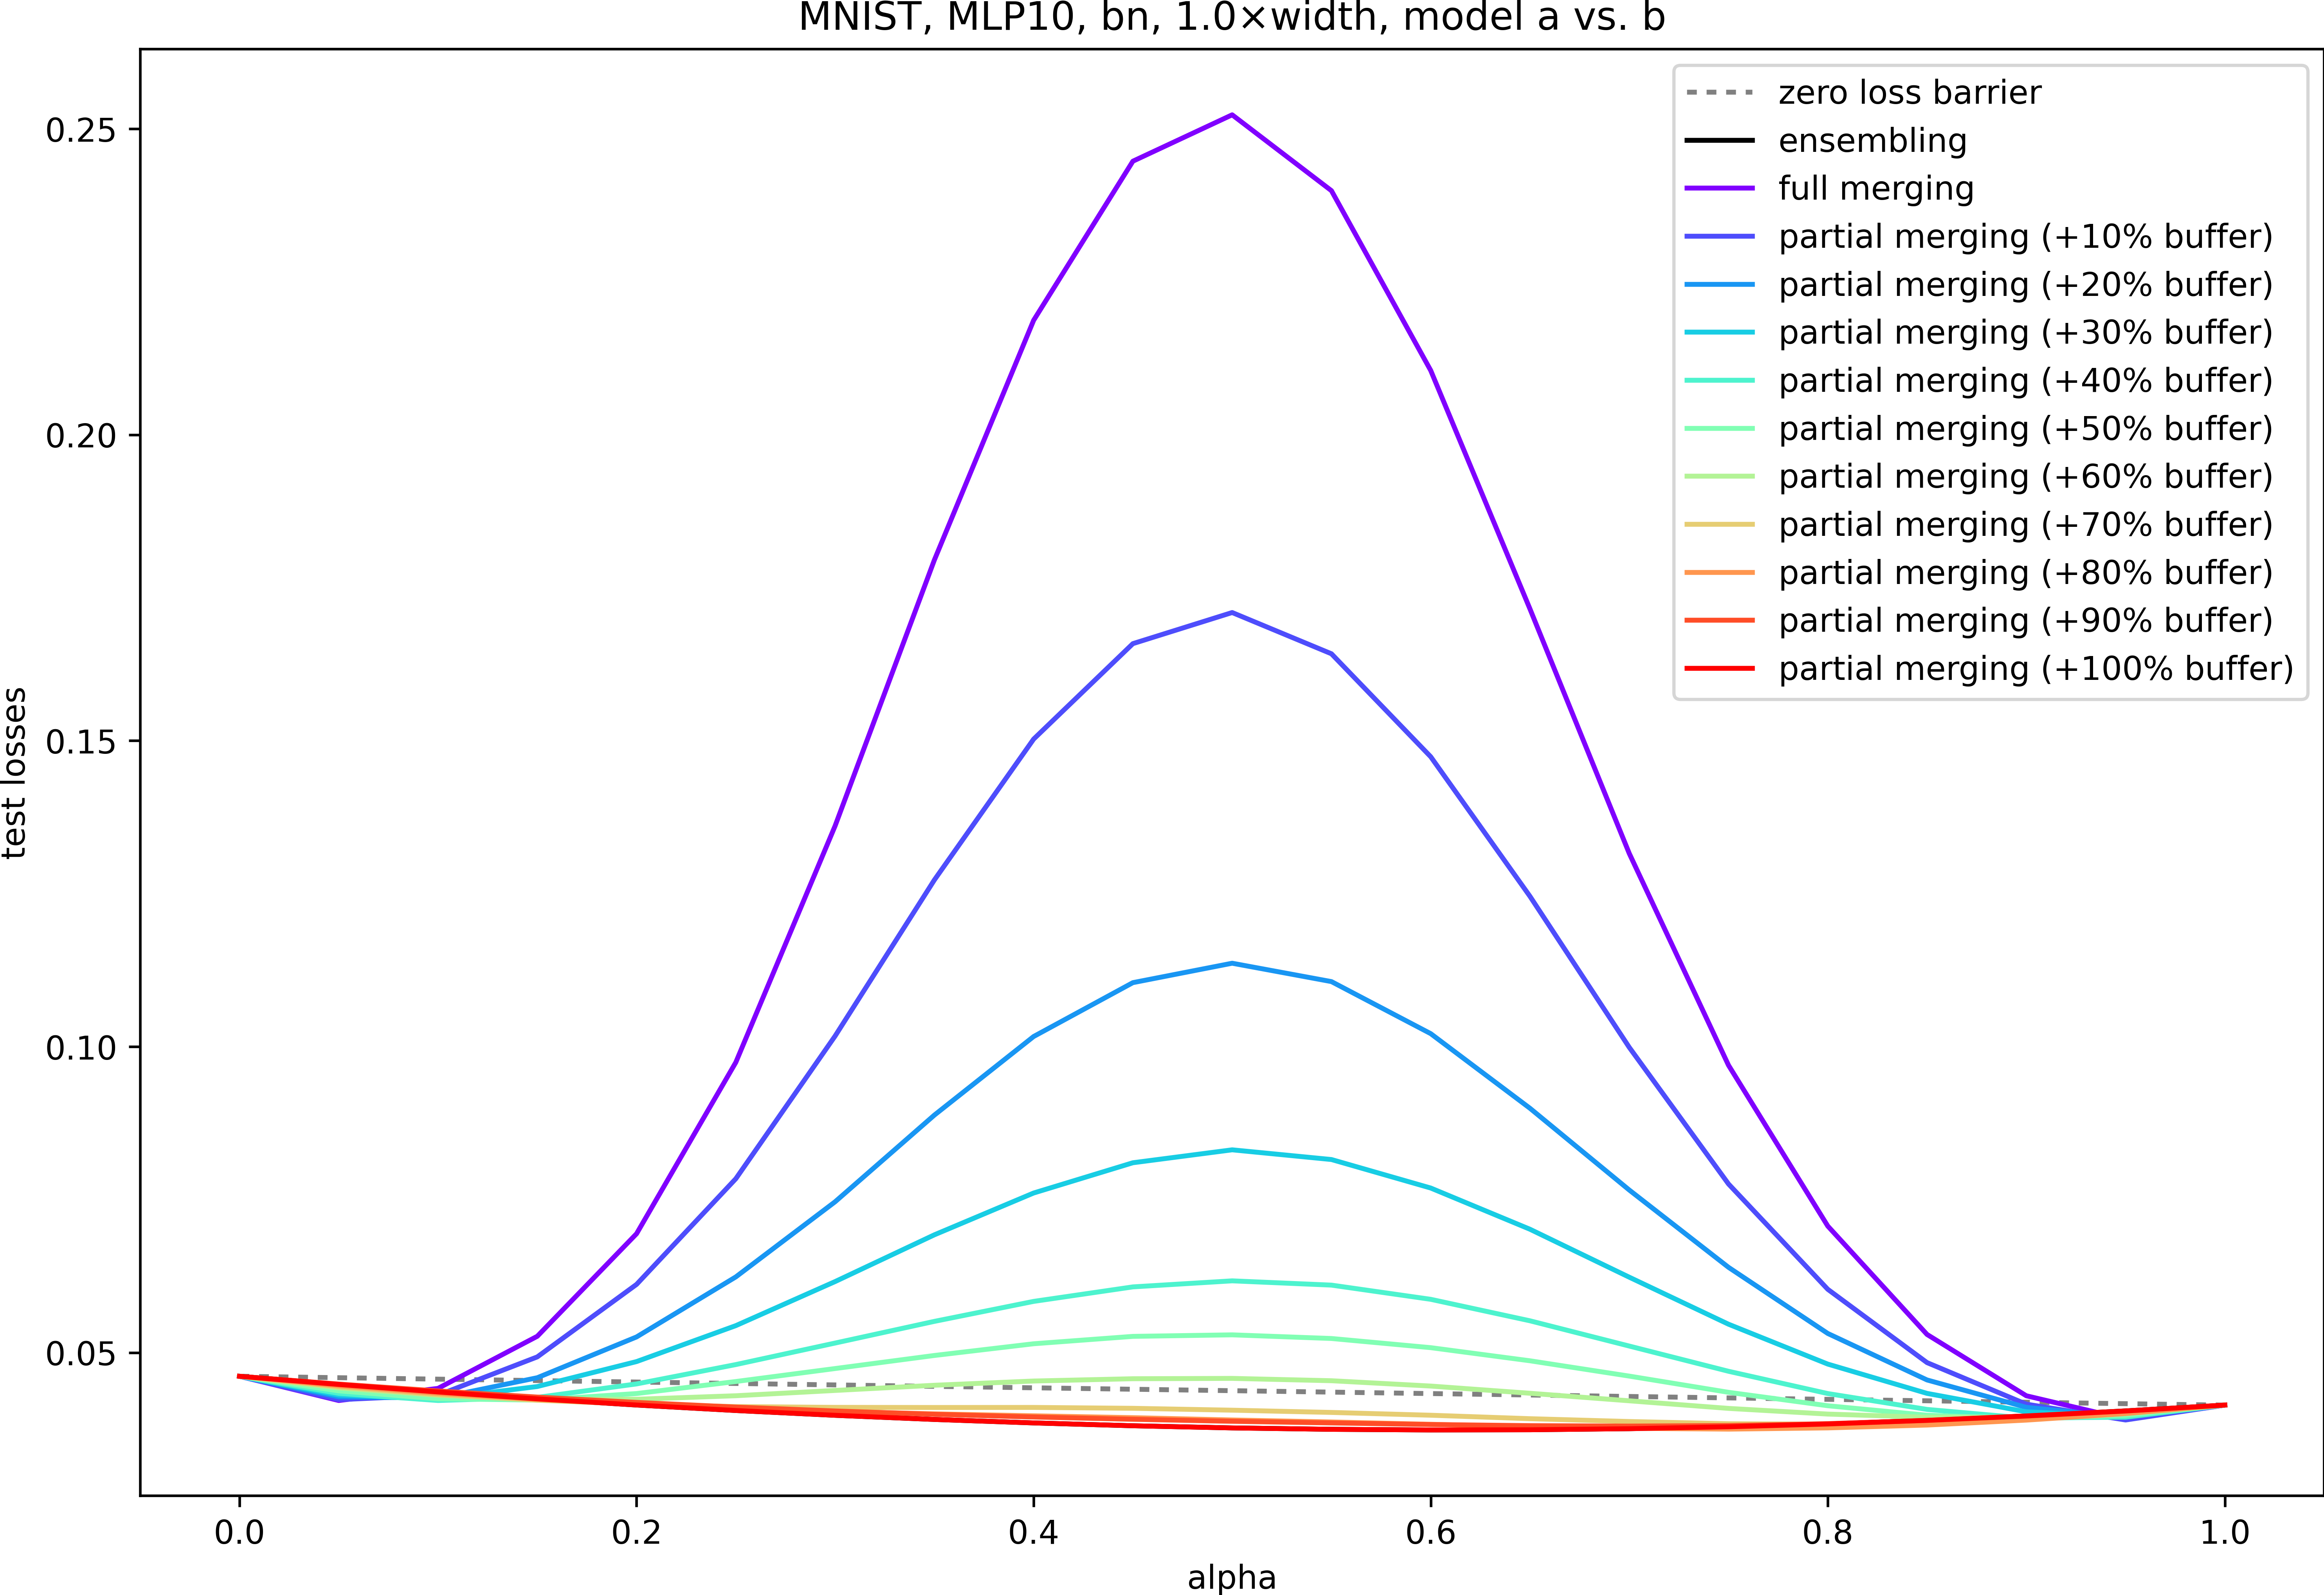 MNIST, MLP10, bn, 1.0×width, model a vs. b
zero loss barrier
ensembling
full merging
partial merging (+10% buffer)
partial merging (+20% buffer)
partial merging (+30% buffer)
partial merging (+40% buffer)
partial merging (+50% buffer)
partial merging (+60% buffer)
partial merging (+70% buffer)
partial merging (+80% buffer)
partial merging (+90% buffer)
partial merging (+100% buffer)
test losses
0.25
0.20
0.15
0.10
0.05
0.0 0.2 0.4 0.6 0.8 1.0
alpha